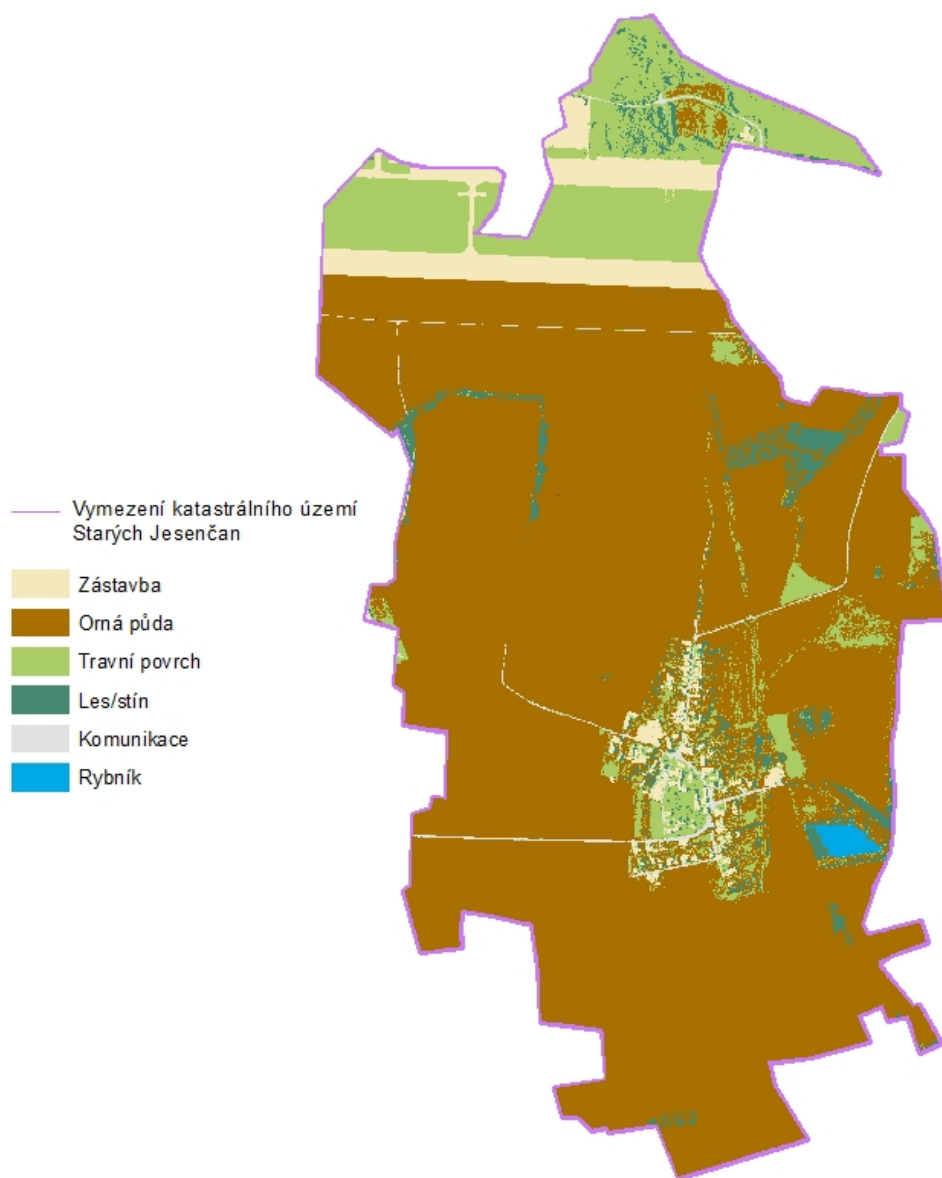 Vymezení katastrálního území
Starých Jesenčan
Zástavba
Orná půda
Travní povrch
Les/stín
Komunikace
Rybník